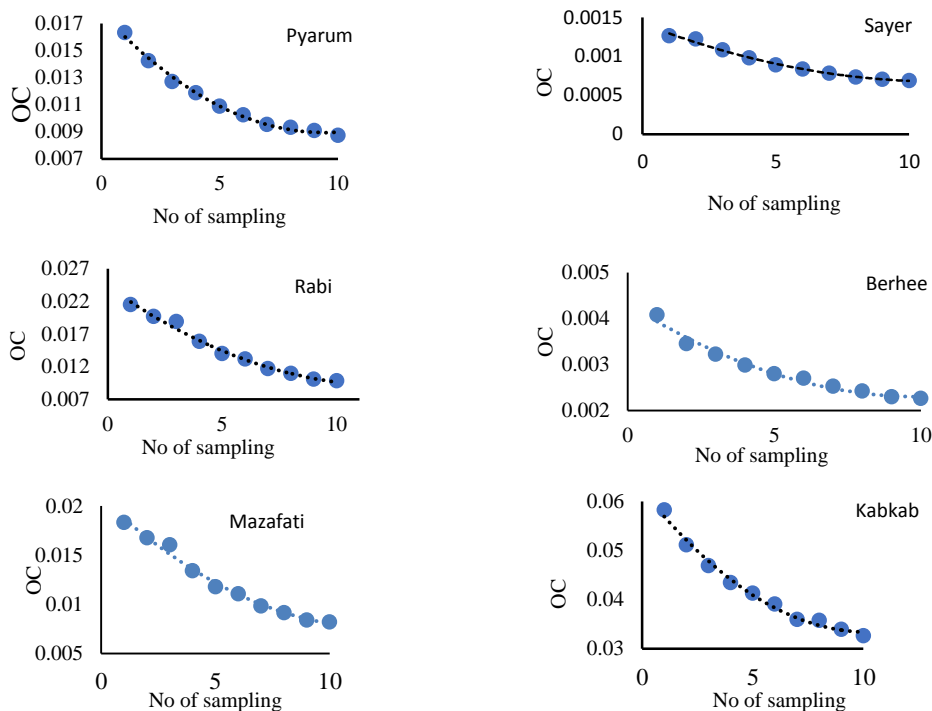 Pyarum
OC
0.017
0.015
0.013
0.011
0.009
0.007
0
5
10
No of sampling
Sayer
OC
0.0015
0.001
0.0005
0
0
5
10
No of sampling
Rabi
OC
0.027
0.022
0.017
0.012
0.007
0
5
10
No of sampling
Berhee
OC
0.005
0.004
0.003
0.002
0
5
10
No of sampling
Mazafati
OC
0.02
0.015
0.01
0.005
0
5
10
No of sampling
Kabkab
OC
0.06
0.05
0.04
0.03
0
5
10
No of sampling